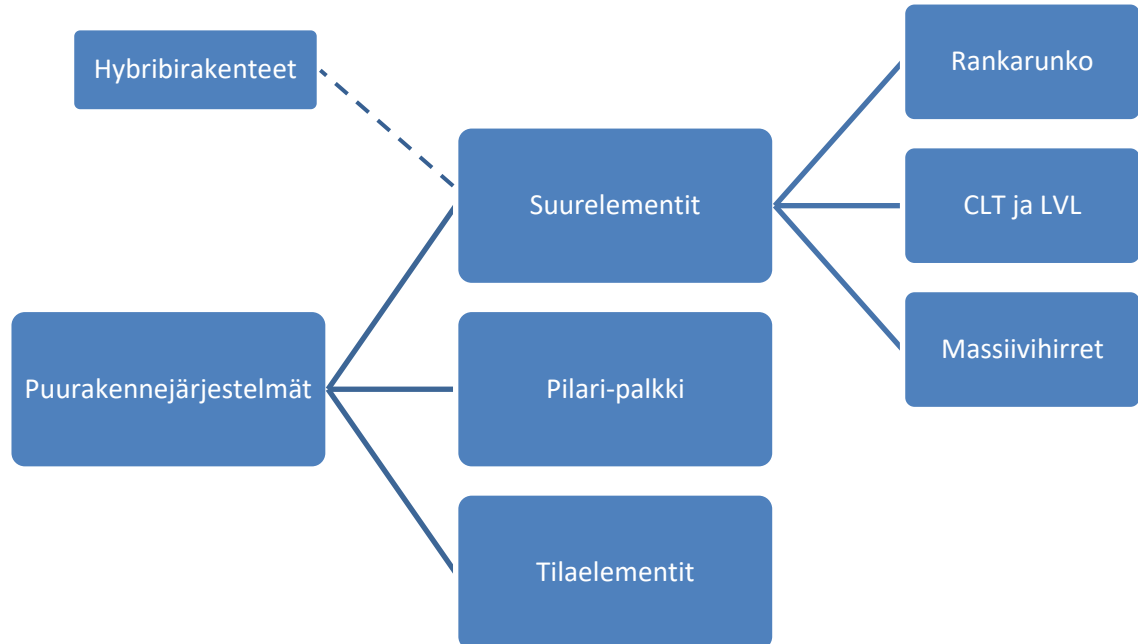 Hybribirakenteet
Rankarunko
Suurelementit
CLT ja LVL
Massiivihirret
Puurakennejärjestelmät
Pilari-palkki
Tilaelementit